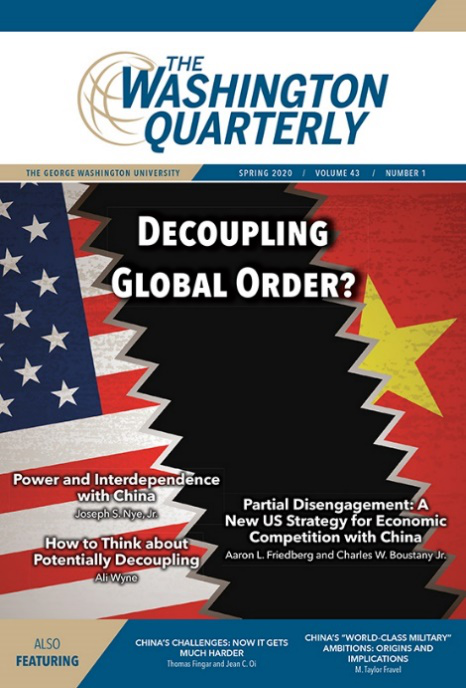 THE
WASHINGTON
QUARTERLY
THE GEORGE WASHINGTON UNIVERSITY
SPRING 2020 / VOLUME 43 / NUMBER 1
DECOUPLING
GLOBAL ORDER?
Power and Interdependence
with China
Joseph S. Nye, Jr.
How to Think about
Potentially Decoupling
Ali Wyne
Partial Disengagement: A
New US Strategy for Economic
Competition with China
Aaron L. Friedberg and Charles W. Boustany Jr.
ALSO
FEATURING
CHINA'S CHALLENGES: NOW IT GETS
MUCH HARDER
Thomas Fingar and Jean C. Oi
CHINA'S "WORLD-CLASS MILITARY"
AMBITIONS: ORIGINS AND
IMPLICATIONS
M. Taylor Fravel